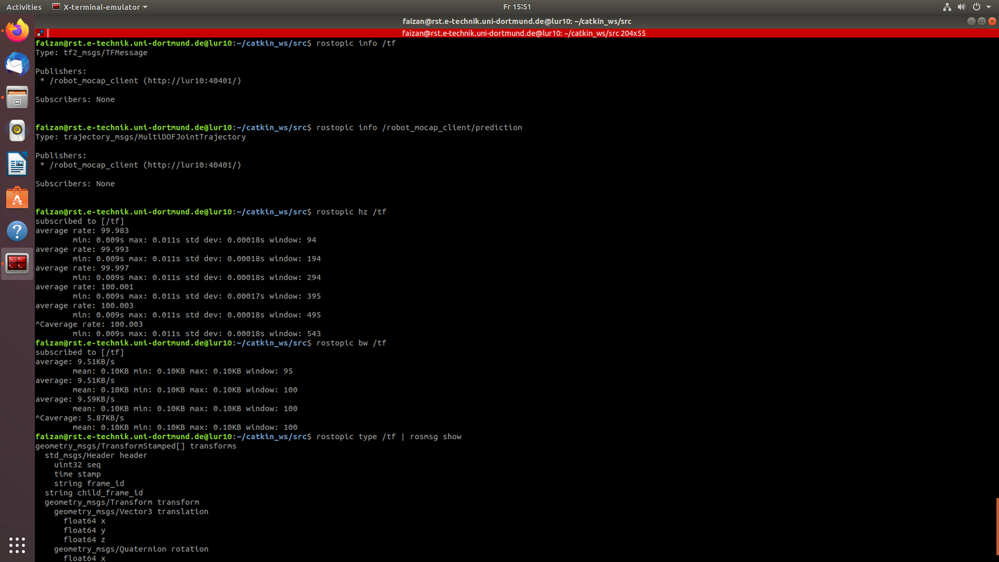 Activities X-terminal-emulator Fr 15:51
faizan@rst.e-technik.uni-dortmund.de@lur10: ~/catkin_ws/src
faizan@rst.e-technik.uni-dortmund.de@lur10: ~/catkin_ws/src 204x55
faizan@rst.e-technik.uni-dortmund.de@lur10:~/catkin_ws/src$ rostopic info /tf
Type: tf2_msgs/TFMessage
Publishers:
* /robot_mocap_client (http://lur10:40401/)
Subscribers: None
faizan@rst.e-technik.uni-dortmund.de@lur10:~/catkin_ws/src$ rostopic info /robot_mocap_client/prediction
Type: trajectory_msgs/MultiDOFJointTrajectory
Publishers:
* /robot_mocap_client (http://lur10:40401/)
Subscribers: None
faizan@rst.e-technik.uni-dortmund.de@lur10:~/catkin_ws/src$ rostopic hz /tf
subscribed to [/tf]
average rate: 99.983
min: 0.009s max: 0.011s std dev: 0.00018s window: 94
average rate: 99.993
min: 0.009s max: 0.011s std dev: 0.00018s window: 194
average rate: 99.997
min: 0.009s max: 0.011s std dev: 0.00018s window: 294
average rate: 100.001
min: 0.009s max: 0.011s std dev: 0.00017s window: 395
average rate: 100.003
min: 0.009s max: 0.011s std dev: 0.00018s window: 495
^Caverage rate: 100.003
min: 0.009s max: 0.011s std dev: 0.00018s window: 543
faizan@rst.e-technik.uni-dortmund.de@lur10:~/catkin_ws/src$ rostopic bw /tf
subscribed to [/tf]
average: 9.51KB/s
mean: 0.10KB min: 0.10KB max: 0.10KB window: 95
average: 9.51KB/s
mean: 0.10KB min: 0.10KB max: 0.10KB window: 100
average: 9.59KB/s
mean: 0.10KB min: 0.10KB max: 0.10KB window: 100
^Caverage: 5.87KB/s
mean: 0.10KB min: 0.10KB max: 0.10KB window: 100
faizan@rst.e-technik.uni-dortmund.de@lur10:~/catkin_ws/src$ rostopic type /tf | rosmsg show
geometry_msgs/TransformStamped[] transforms
std_msgs/Header header
uint32 seq
time stamp
string frame_id
string child_frame_id
geometry_msgs/Transform transform
geometry_msgs/Vector3 translation
float64 x
float64 y
float64 z
geometry_msgs/Quaternion rotation
float64 x